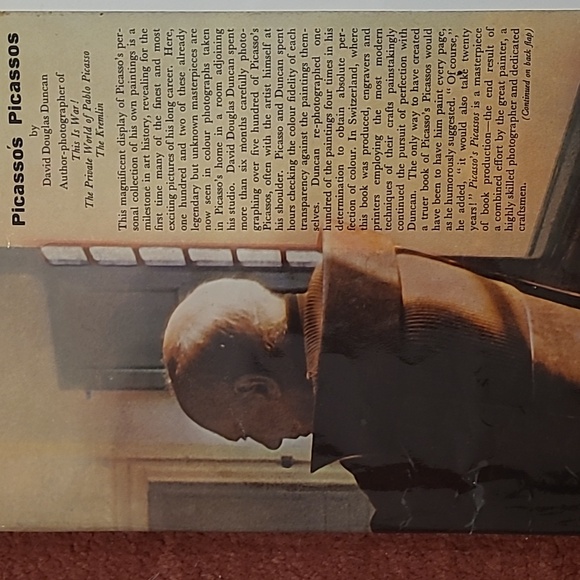 Picasso's Picassos
by
David Douglas Duncan
Author-photographer of
This Is War!
The Private World of Pablo Picasso
The Kremlin
This magnificent display of Picasso's per-
sonal collection of his own paintings is a
milestone in art history, revealing for the
first time many of the finest and most
exciting pictures of his long career. Here,
one hundred and two of these already
legendary but unknown masterpieces are
now seen in colour photographs taken
in Picasso's home in a room adjoining
his studio. David Douglas Duncan spent
more than six months carefully photo-
graphing over five hundred of Picasso's
Picassos, often with the artist himself at
his shoulder. Picasso and Duncan spent
hours checking the colour fidelity of each
transparency against the paintings them-
selves. Duncan re-photographed one
hundred of the paintings four times in his
determination to obtain absolute per-
fection of colour. In Switzerland, where
this book was produced, engravers and
printers employing the most modern
techniques of their crafts painstakingly
continued the pursuit of perfection with
Duncan. The only way to have created
a truer book of Picasso's Picassos would
have been to have him paint every page,
as someone suggested. "Of course,"
he added, "it would also take twenty
years!" Picasso's Picassos is a masterpiece
of book production—the end result of
a combined effort by the great painter, a
highly skilled photographer and dedicated
craftsmen.
(Continued on back flap)